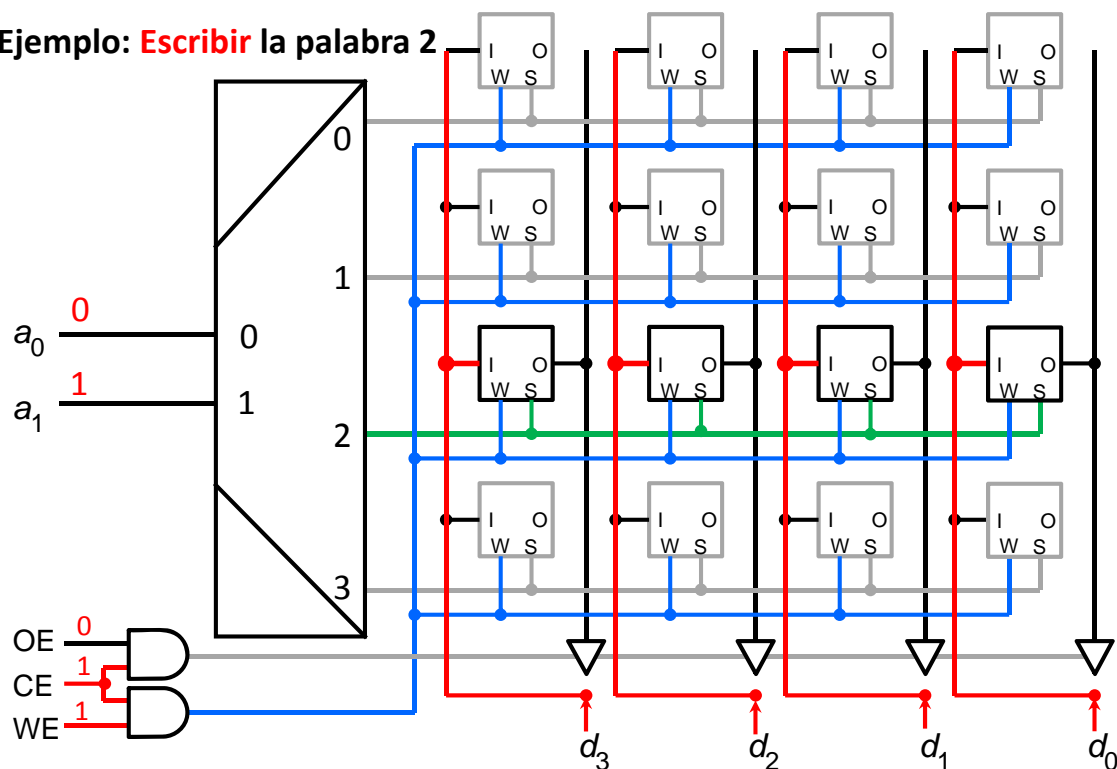 Ejemplo: Escribir la palabra 2
I O I O I O I O
W S W S W S W S
0
I O I O I O I O
W S W S W S W S
1
0
a0 0
1
a1 1
I O I O I O I O
W S W S W S W S
2
I O I O I O I O
W S W S W S W S
3
OE 0
CE 1
WE 1
d3 d2 d1 d0